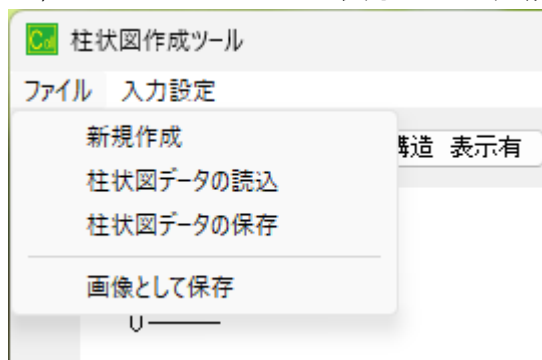 柱状図作成ツール
ファイル 入力設定
新規作成
構造 表示有
柱状図データの読込
柱状図データの保存
画像として保存
0